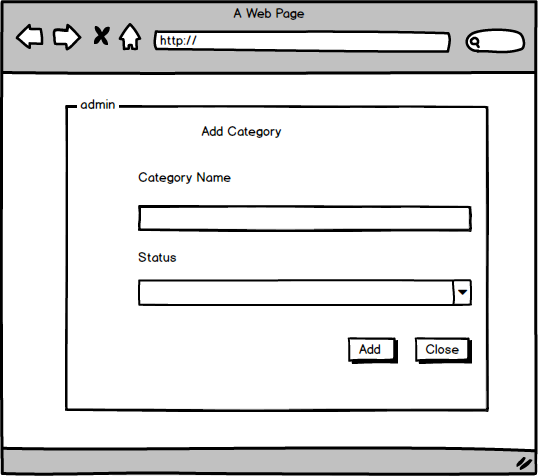 A Web Page
http://
admin
Add Category
Category Name
Status
Add Close